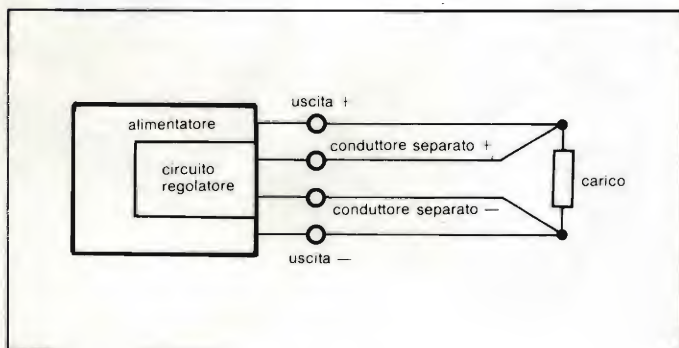 uscita +
alimentatore
conduttore separato +
circuito
regolatore
carico
conduttore separato —
uscita —